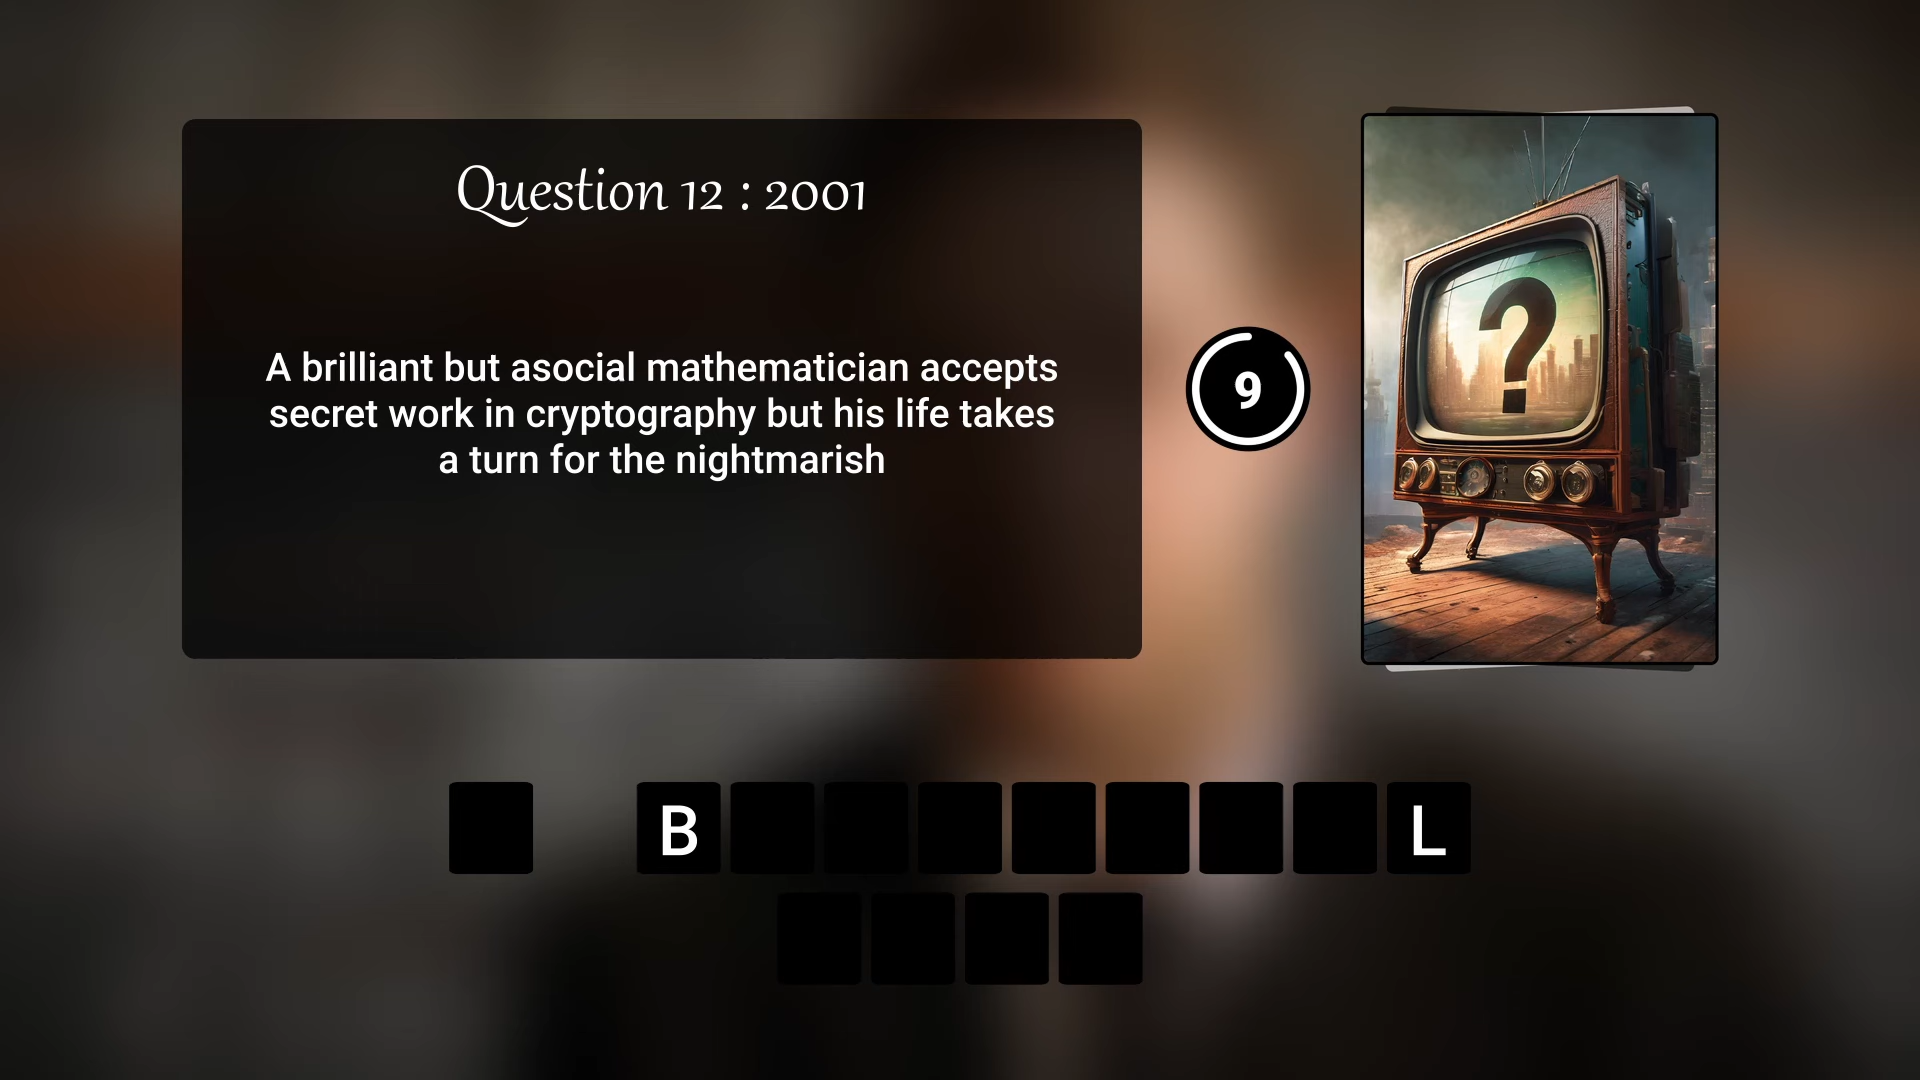 Question 12 : 2001
A brilliant but asocial mathematician accepts
secret work in cryptography but his life takes
a turn for the nightmarish
9
?
B L